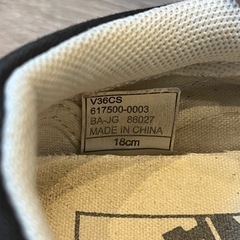 V36CS
617500-0003
BA-JG 86027
MADE IN CHINA
18cm